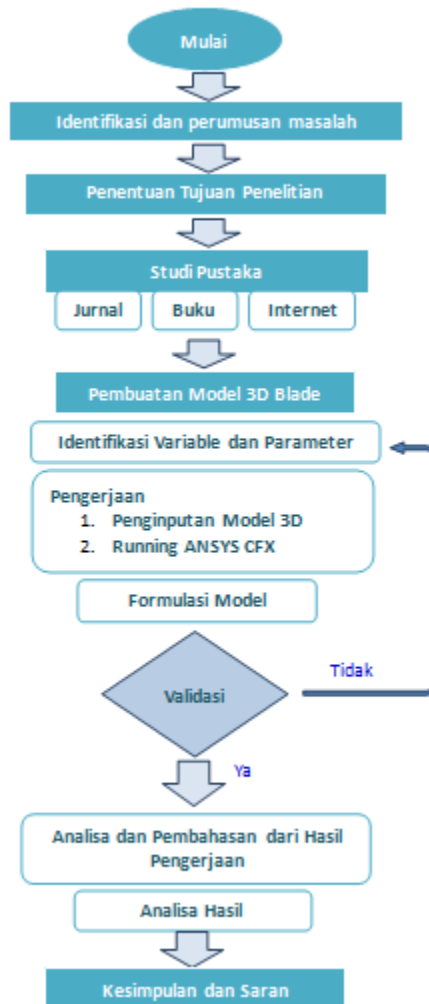 Mulai
Identifikasi dan perumusan masalah
Penentuan Tujuan Penelitian
Studi Pustaka
Jurnal
Buku
Internet
Pembuatan Model 3D Blade
Identifikasi Variable dan Parameter
Pengerjaan
1. Penginputan Model 3D
2. Running ANSYS CFX
Formulasi Model
Validasi
Tidak
Ya
Analisa dan Pembahasan dari Hasil
Pengerjaan
Analisa Hasil
Kesimpulan dan Saran